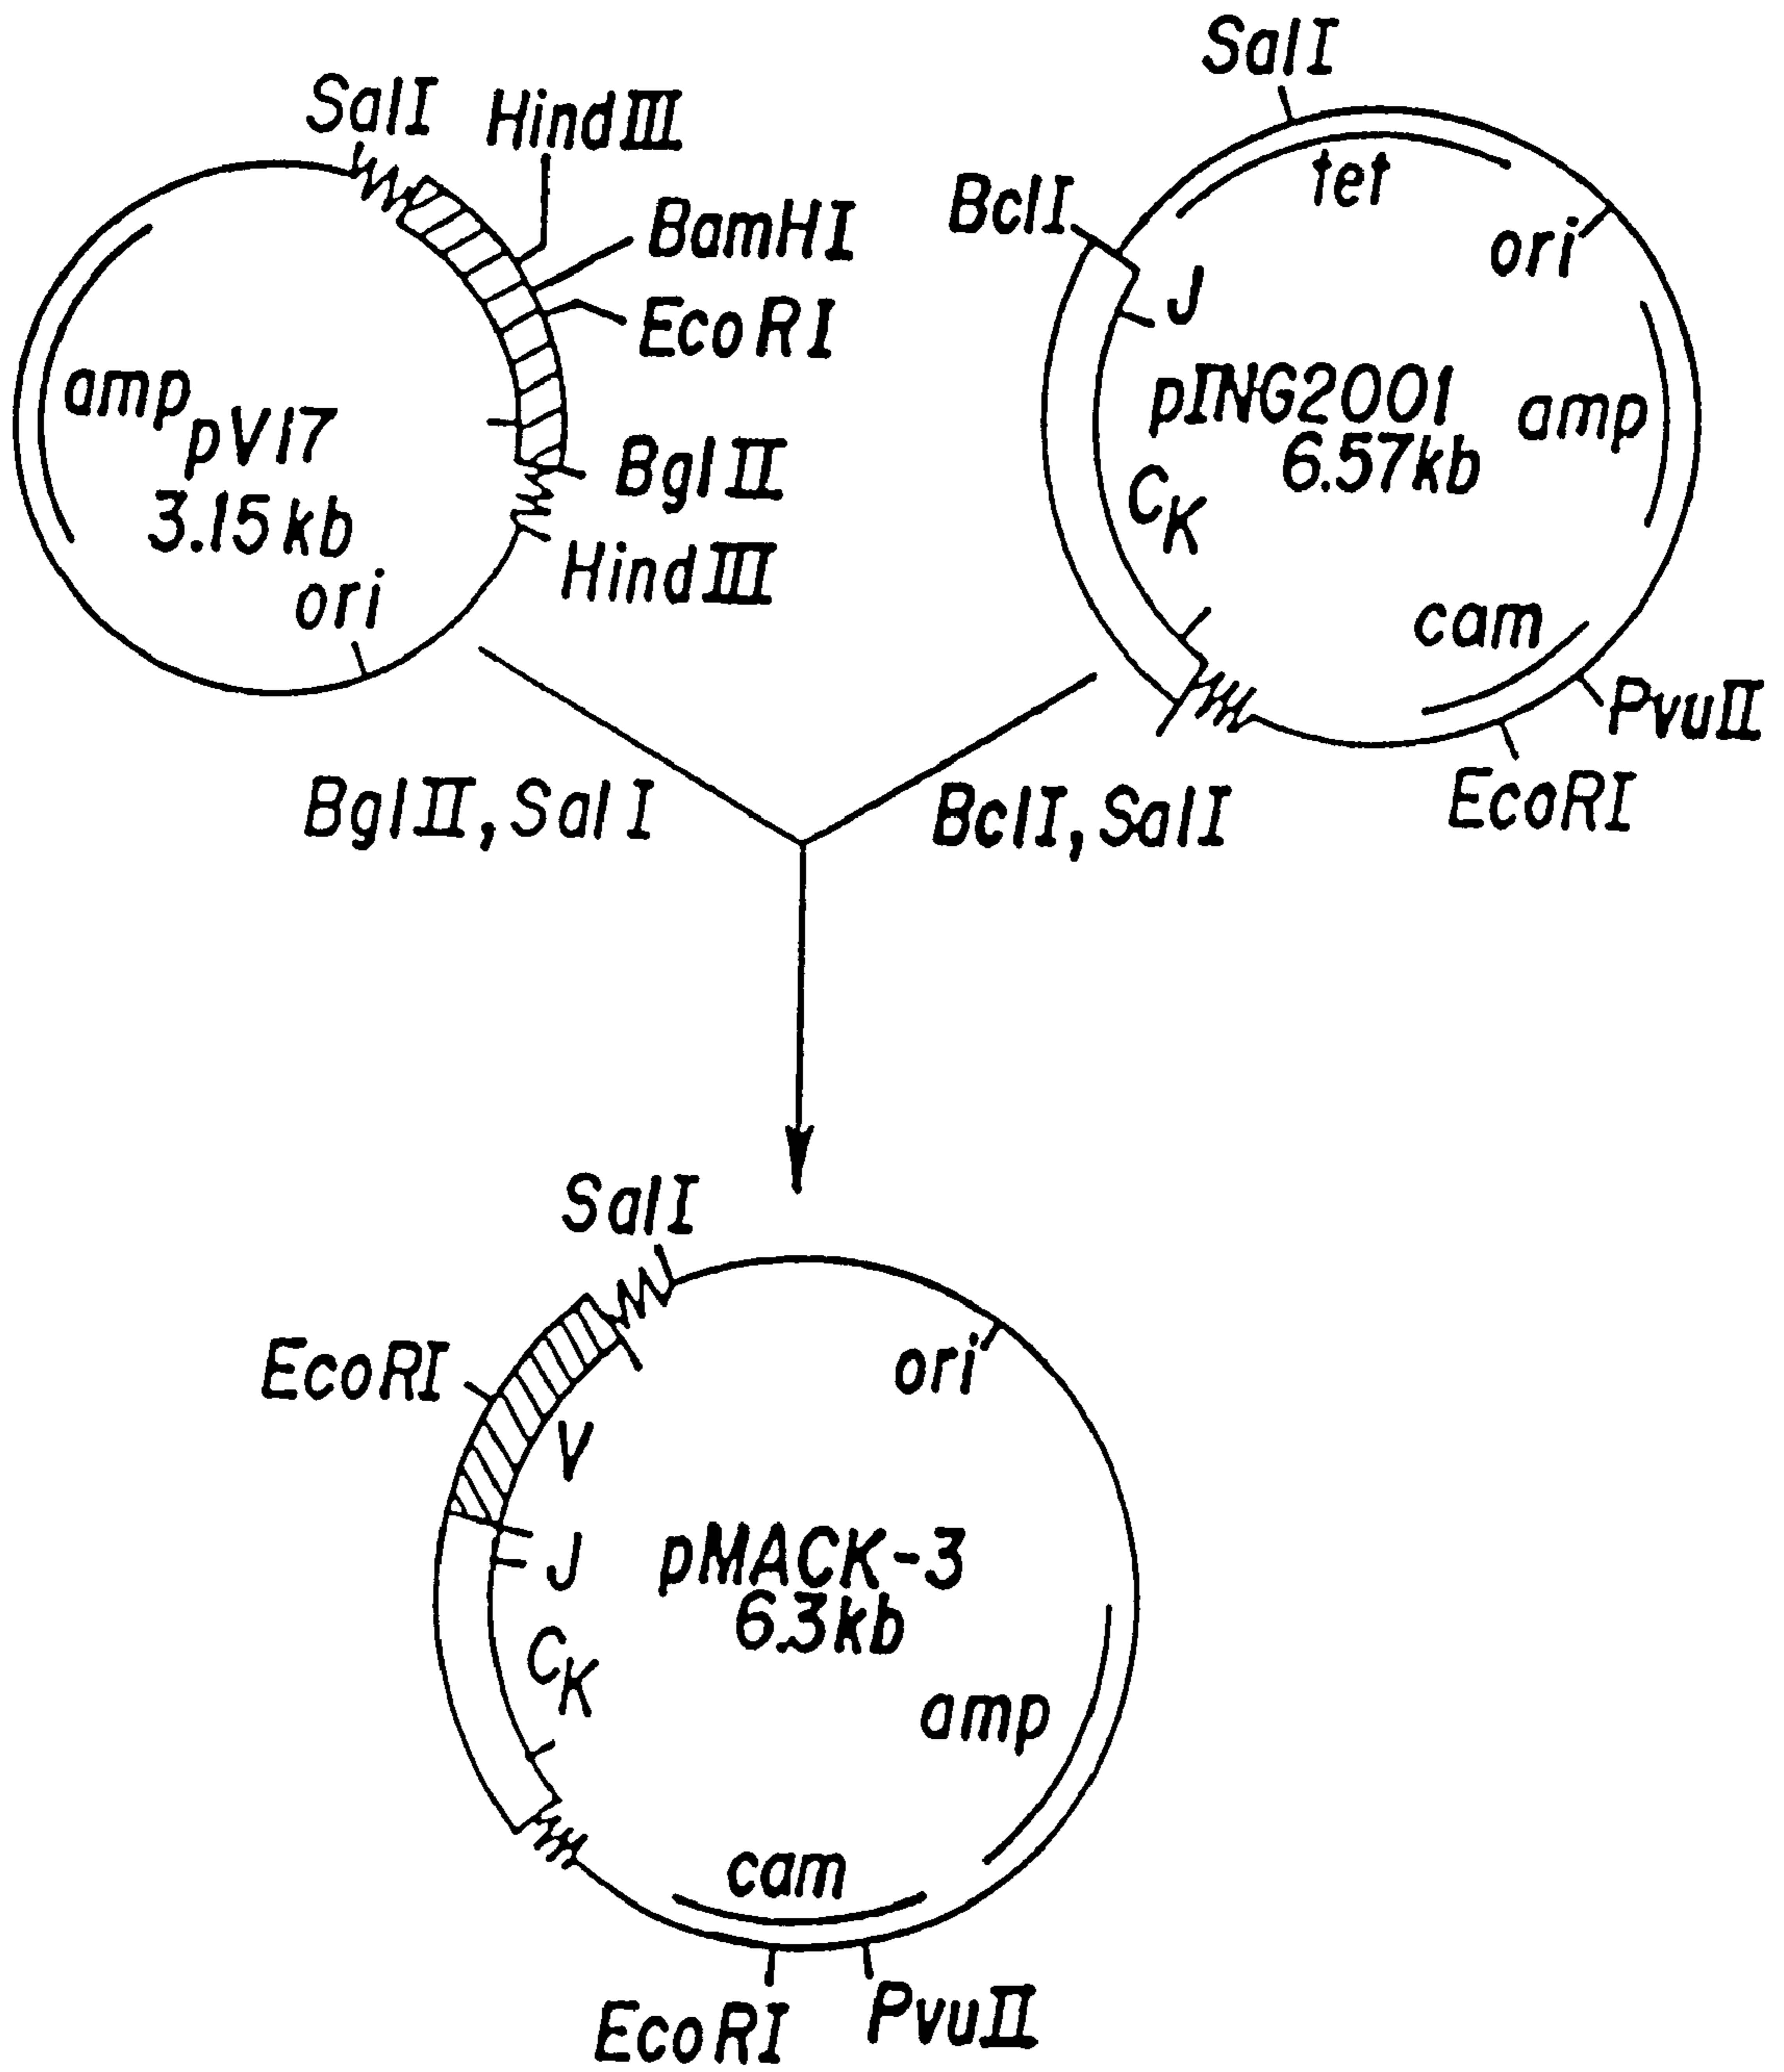 SalI
HindIII
BamHI
EcoRI
amp
pV17
3.15kb
BglII
HindIII
ori
SalI
BclI
tet
ori
J
pING2001
6.57kb
amp
CK
cam
PvuII
EcoRI
BglII, SalI
BclI, SalI
SalI
EcoRI
ori
V
J
pMACK-3
6.3kb
CK
amp
cam
EcoRI
PvuII